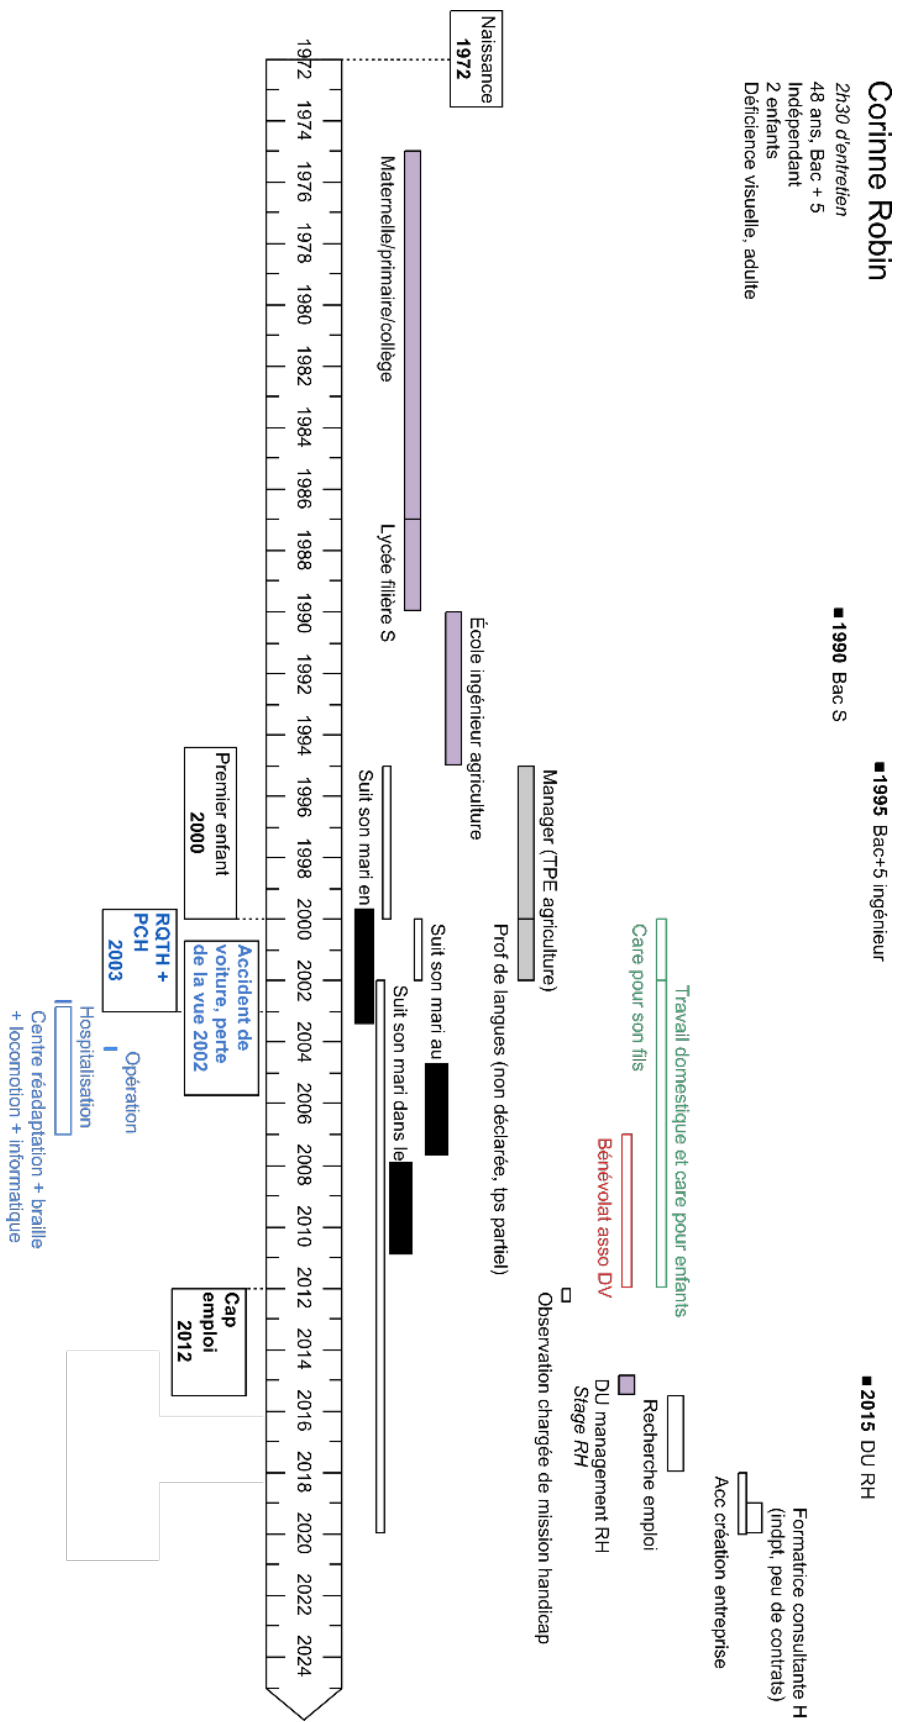 Corinne Robin
2h30 d'entretien
48 ans, Bac + 5
Indépendant
2 enfants
Déficience visuelle, adulte
■ 1990 Bac S
■ 1995 Bac+5 ingénieur
■ 2015 DU RH
Formatrice consultante H
(indpt, peu de contrats)
Acc création entreprise
Travail domestique et care pour enfants
Care pour son fils
Recherche emploi
Bénévolat asso DV
DU management RH
Stage RH
Manager (TPE agriculture)
Observation chargée de mission handicap
Prof de langues (non déclarée, tps partiel)
Naissance
1972
École ingénieur agriculture
Suit son mari au
Maternelle/primaire/collège
Lycée filière S
Suit son mari dans le
Suit son mari en
1972
1974
1976
1978
1980
1982
1984
1986
1988
1990
1992
1994
1996
1998
2000
2002
2004
2006
2008
2010
2012
2014
2016
2018
2020
2022
2024
Premier enfant
2000
Accident de
voiture, perte
de la vue 2002
Cap
emploi
2012
RQTH +
PCH
2003
Opération
Hospitalisation
Centre réadaptation + braille
+ locomotion + informatique